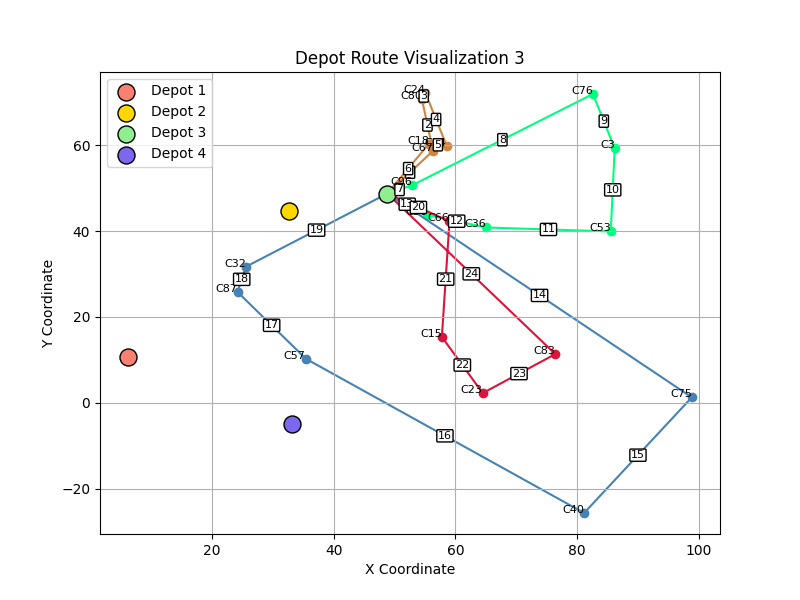 Depot Route Visualization 3
Depot 1
Depot 2
Depot 3
Depot 4
C24
C80
3
4
2
C18
5
C67
6
C96
7
8
C76
9
C3
10
C53
11
C36
12
C66
20
13
19
C32
18
C87
17
C57
21
24
14
C15
22
C83
23
C23
C75
16
15
C40
60
40
20
0
−20
Y Coordinate
20
40
60
80
100
X Coordinate